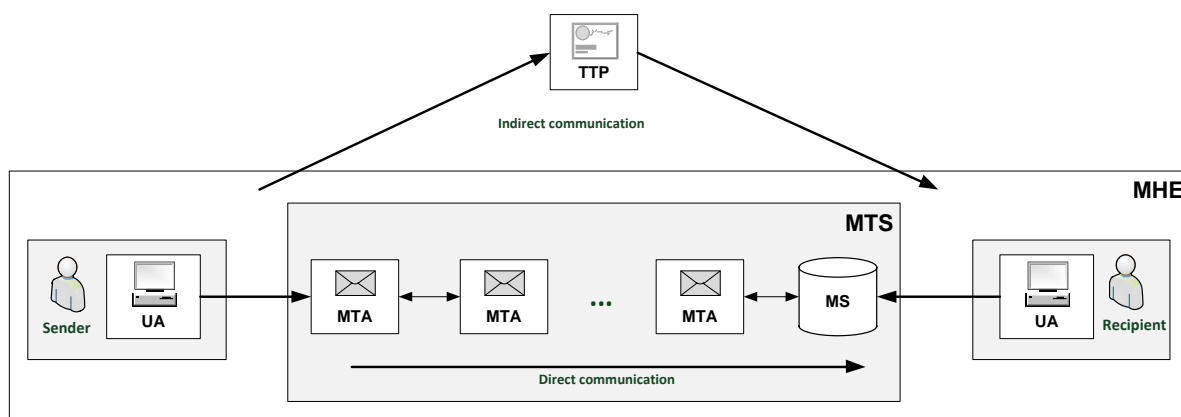 TTP
Indirect communication
MHE
MTS
Sender
UA
MTA
MTA
...
MTA
MS
UA
Recipient
Direct communication